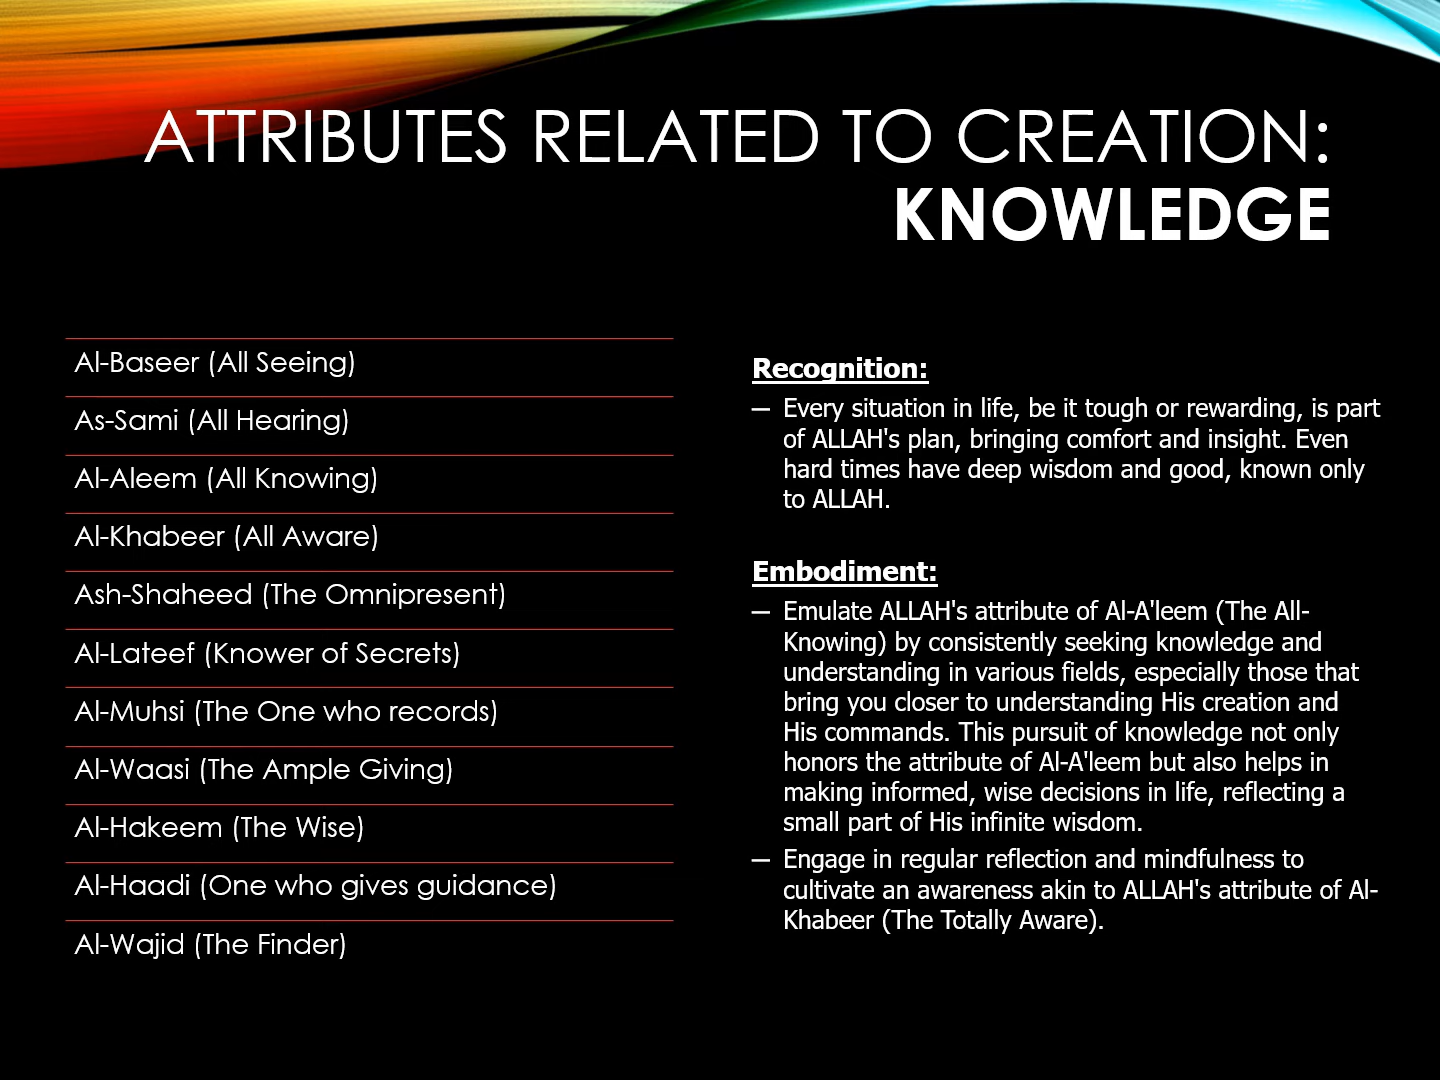 ATTRIBUTES RELATED TO CREATION:
KNOWLEDGE
Al-Baseer (All Seeing)
As-Sami (All Hearing)
Al-Aleem (All Knowing)
Al-Khabeer (All Aware)
Ash-Shaheed (The Omnipresent)
Al-Lateef (Knower of Secrets)
Al-Muhsi (The One who records)
Al-Waasi (The Ample Giving)
Al-Hakeem (The Wise)
Al-Haadi (One who gives guidance)
Al-Wajid (The Finder)
Recognition:
– Every situation in life, be it tough or rewarding, is part
of ALLAH's plan, bringing comfort and insight. Even
hard times have deep wisdom and good, known only
to ALLAH.
Embodiment:
– Emulate ALLAH's attribute of Al-A'leem (The All-
Knowing) by consistently seeking knowledge and
understanding in various fields, especially those that
bring you closer to understanding His creation and
His commands. This pursuit of knowledge not only
honors the attribute of Al-A'leem but also helps in
making informed, wise decisions in life, reflecting a
small part of His infinite wisdom.
– Engage in regular reflection and mindfulness to
cultivate an awareness akin to ALLAH's attribute of Al-
Khabeer (The Totally Aware).